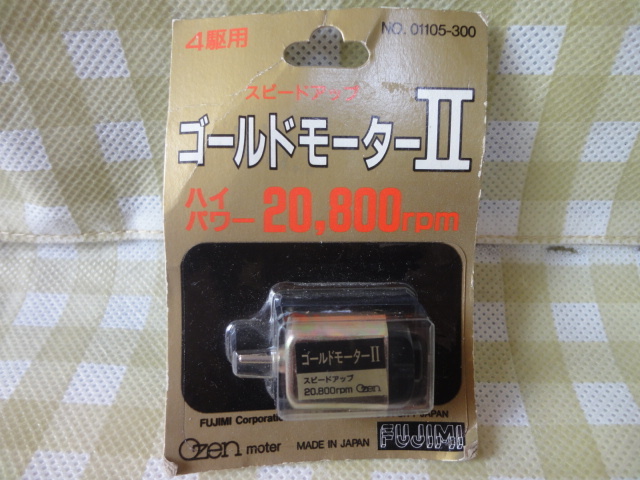 4駆用
NO. 01105-300
スピードアップ
ゴールドモーターII
ハイパワー 20,800rpm
ゴールドモーターII
スピードアップ
20,800rpm Ozen
FUJIMI Corporation
JAPAN
Ozen moter MADE IN JAPAN FUJIMI